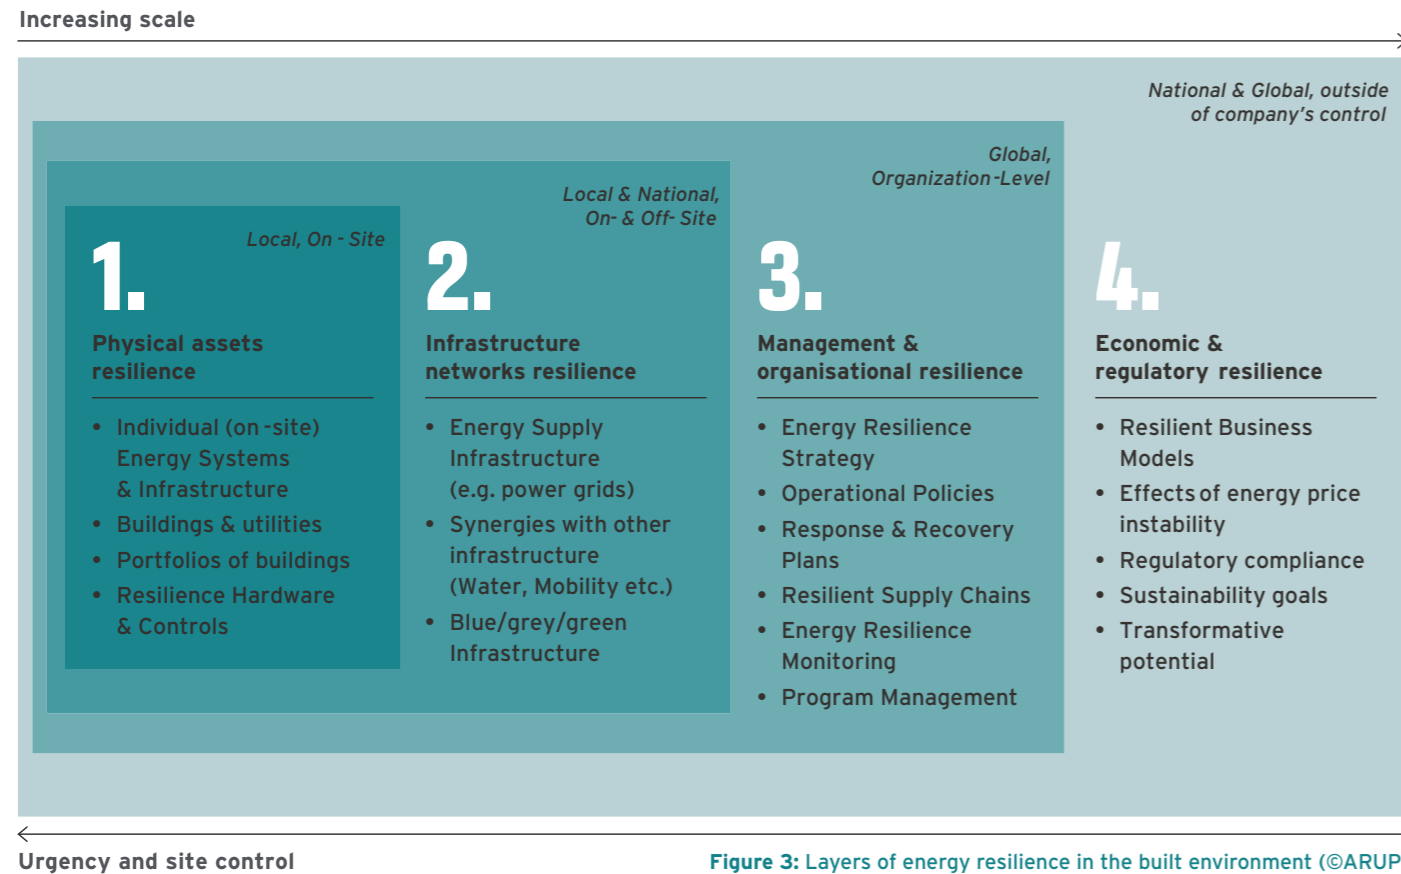 Increasing scale
National & Global, outside
of company's control
Global,
Organization-Level
Local & National,
On- & Off- Site
Local, On - Site
1.
Physical assets
resilience
• Individual (on-site)
Energy Systems
& Infrastructure
• Buildings & utilities
• Portfolios of buildings
• Resilience Hardware
& Controls
2.
Infrastructure
networks resilience
• Energy Supply
Infrastructure
(e.g. power grids)
• Synergies with other
infrastructure
(Water, Mobility etc.)
• Blue/grey/green
Infrastructure
3.
Management &
organisational resilience
• Energy Resilience
Strategy
• Operational Policies
• Response & Recovery
Plans
• Resilient Supply Chains
• Energy Resilience
Monitoring
• Program Management
4.
Economic &
regulatory resilience
• Resilient Business
Models
• Effects of energy price
instability
• Regulatory compliance
• Sustainability goals
• Transformative
potential
Urgency and site control
Figure 3: Layers of energy resilience in the built environment (©ARUP